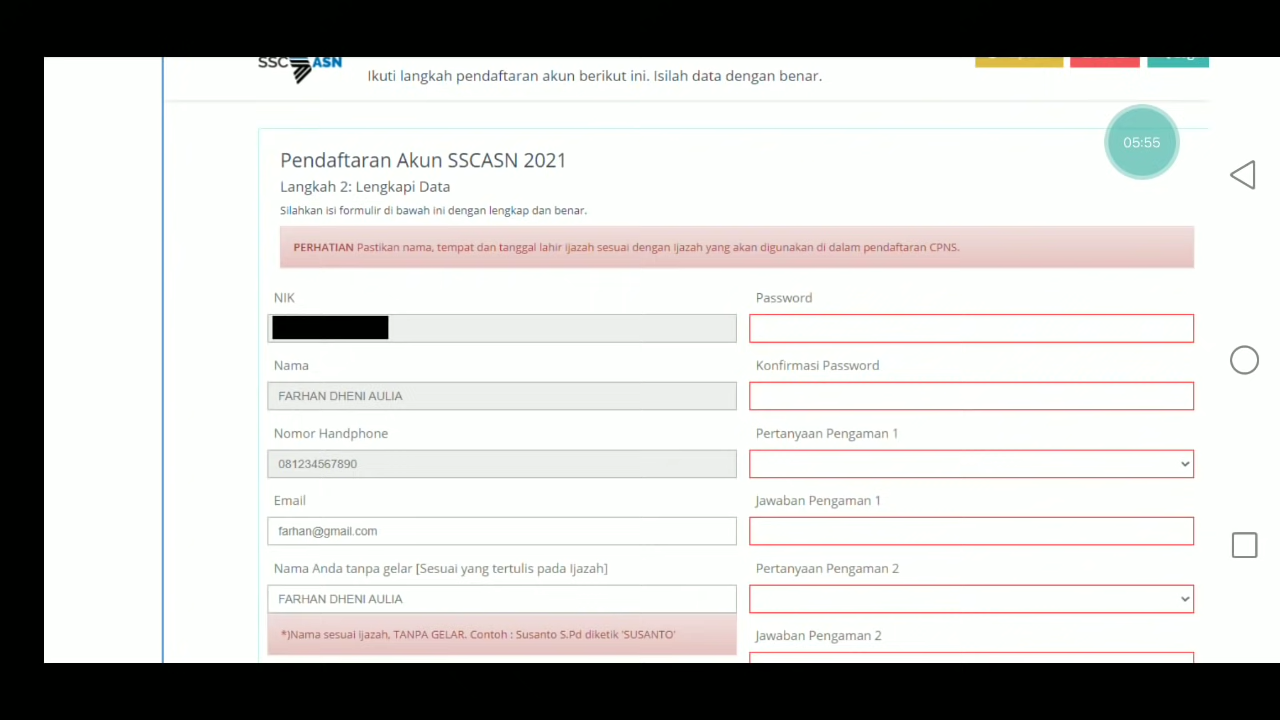 SSCASN
Ikuti langkah pendaftaran akun berikut ini. Isilah data dengan benar.
05:55
Pendaftaran Akun SSCASN 2021
Langkah 2: Lengkapi Data
Silahkan isi formulir di bawah ini dengan lengkap dan benar.
PERHATIAN Pastikan nama, tempat dan tanggal lahir Ijazah sesuai dengan Ijazah yang akan digunakan di dalam pendaftaran CPNS.
NIK
Nama
FARHAN DHENI AULIA
Nomor Handphone
081234567890
Email
farhan@gmail.com
Nama Anda tanpa gelar [Sesuai yang tertulis pada Ijazah]
FARHAN DHENI AULIA
*)Nama sesuai Ijazah, TANPA GELAR. Contoh : Susanto S.Pd diketik 'SUSANTO'
Password
Konfirmasi Password
Pertanyaan Pengaman 1
Jawaban Pengaman 1
Pertanyaan Pengaman 2
Jawaban Pengaman 2